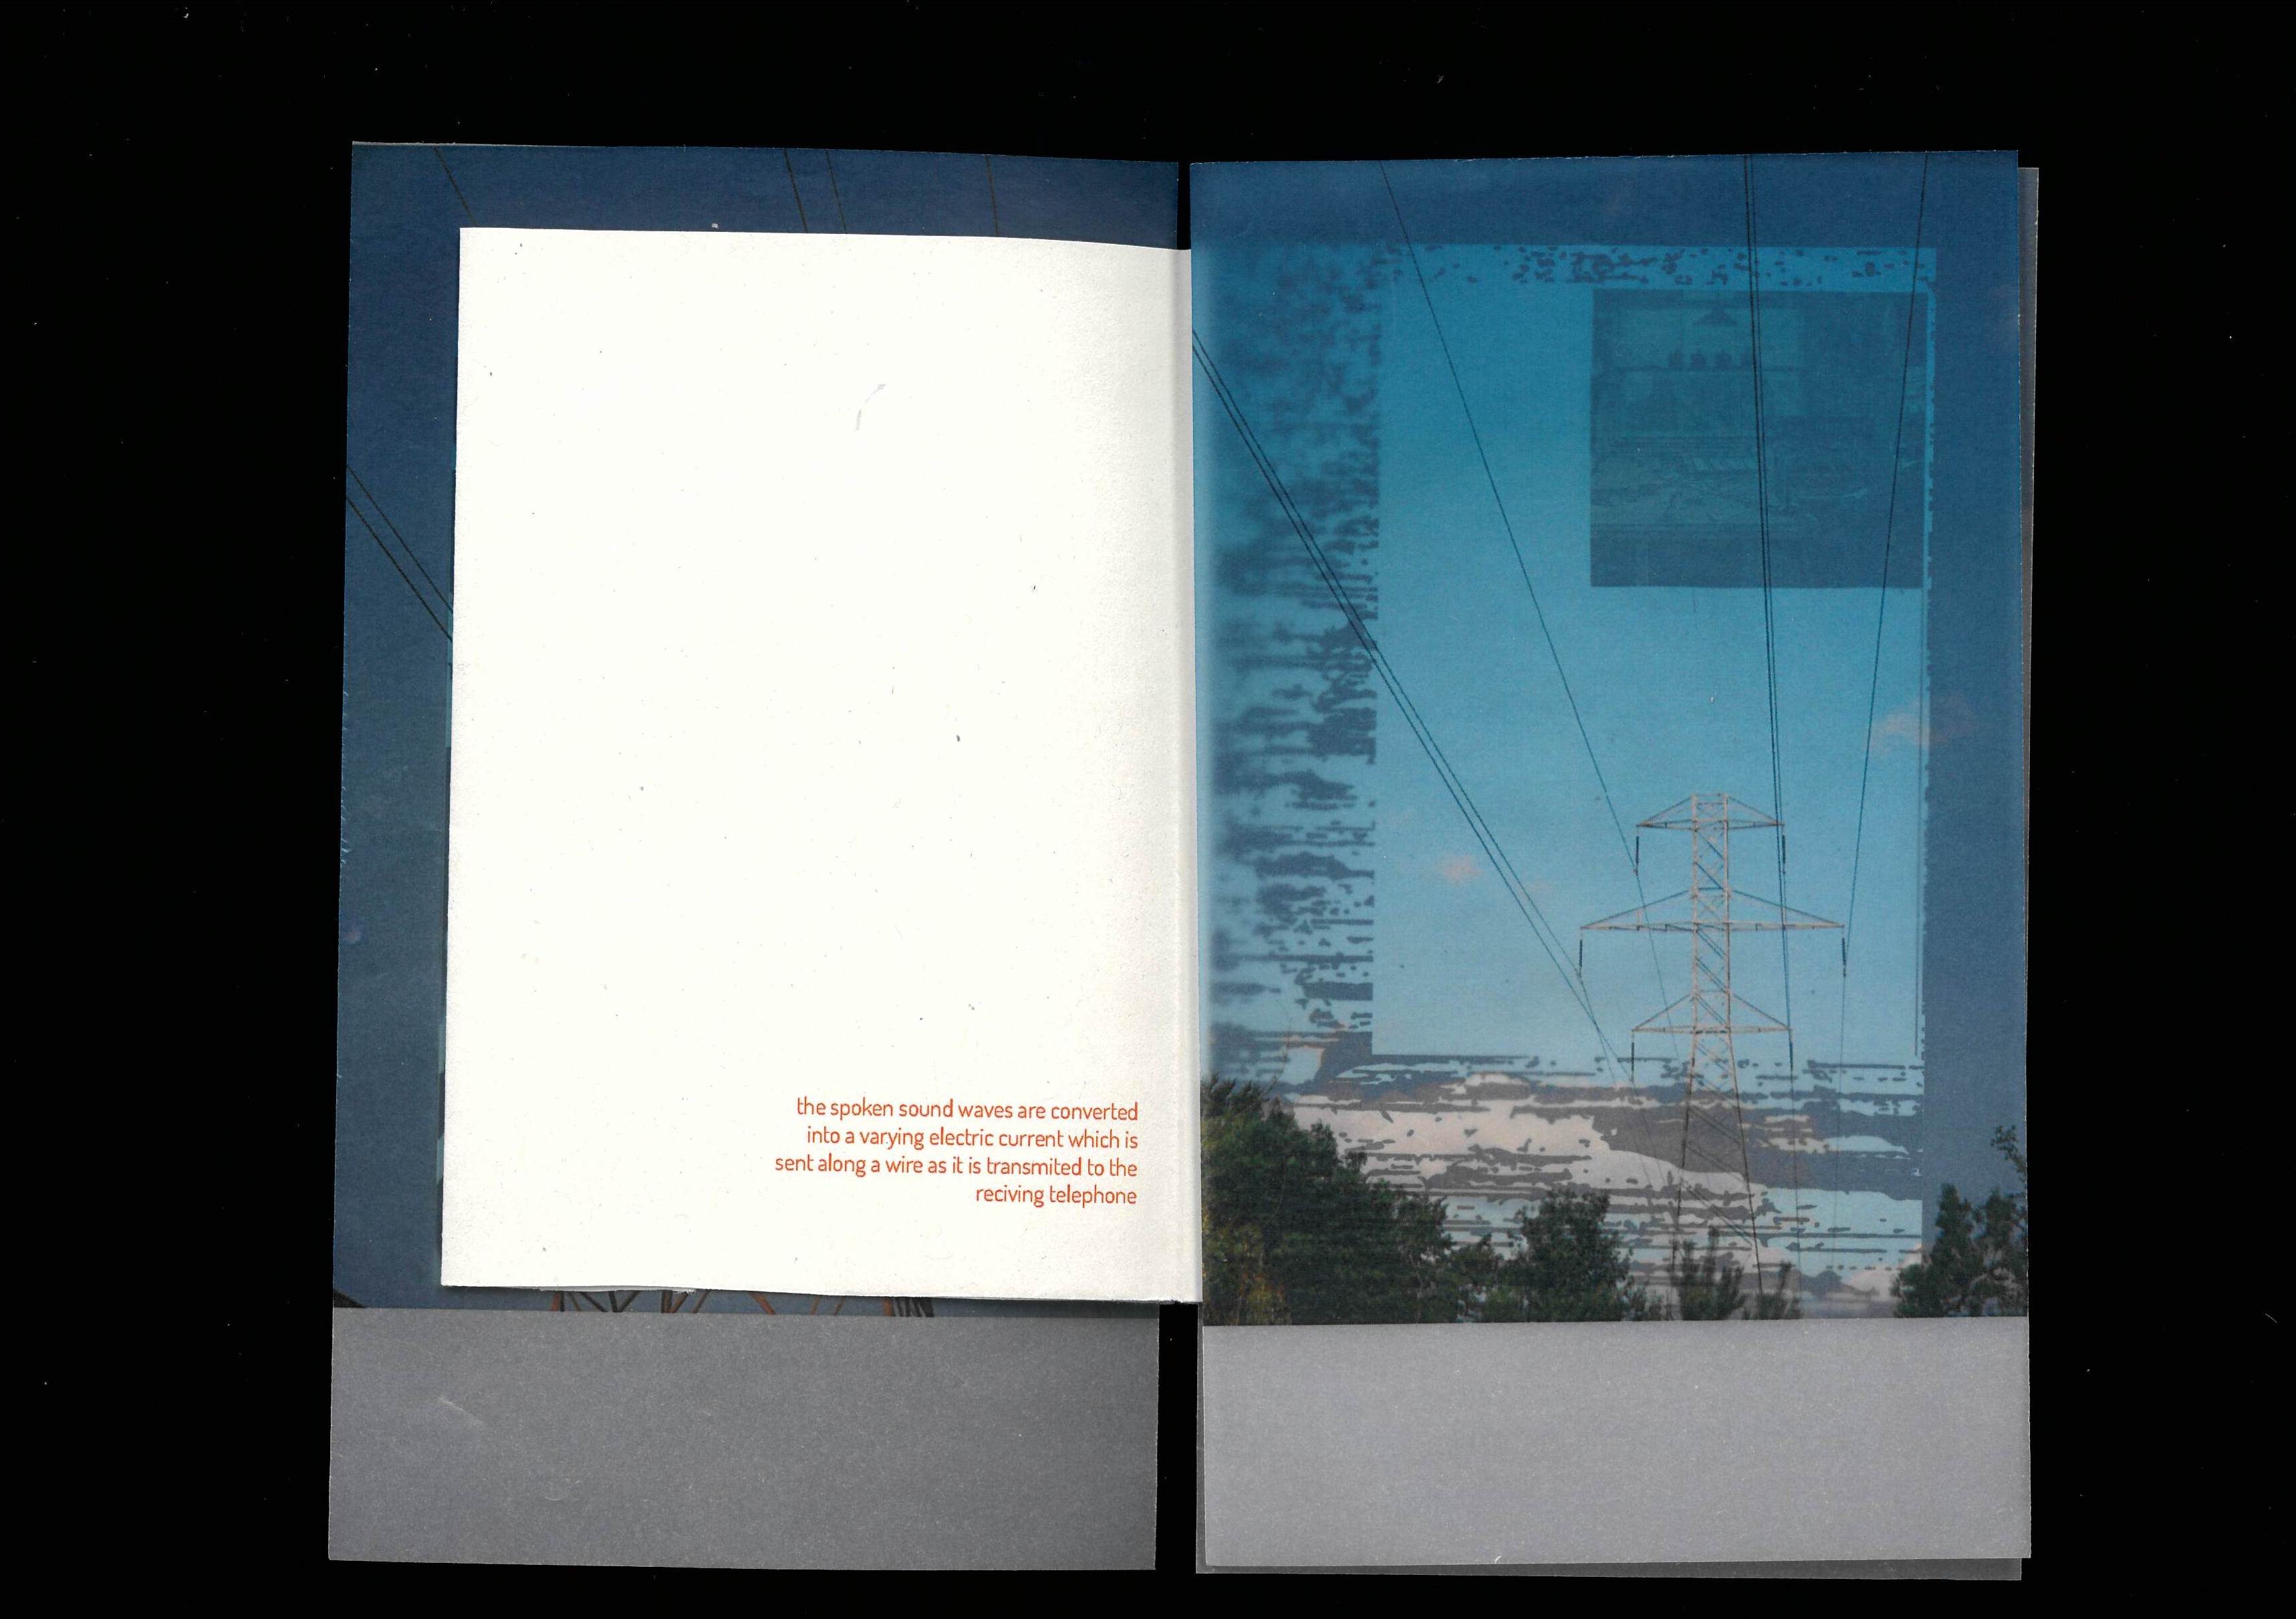 the spoken sound waves are converted
into a varying electric current which is
sent along a wire as it is transmited to the
reciving telephone